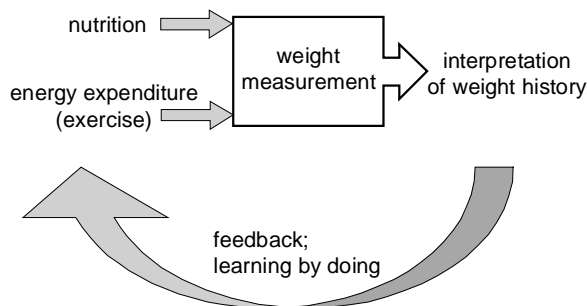 nutrition
energy expenditure
(exercise)
weight
measurement
interpretation
of weight history
feedback;
learning by doing